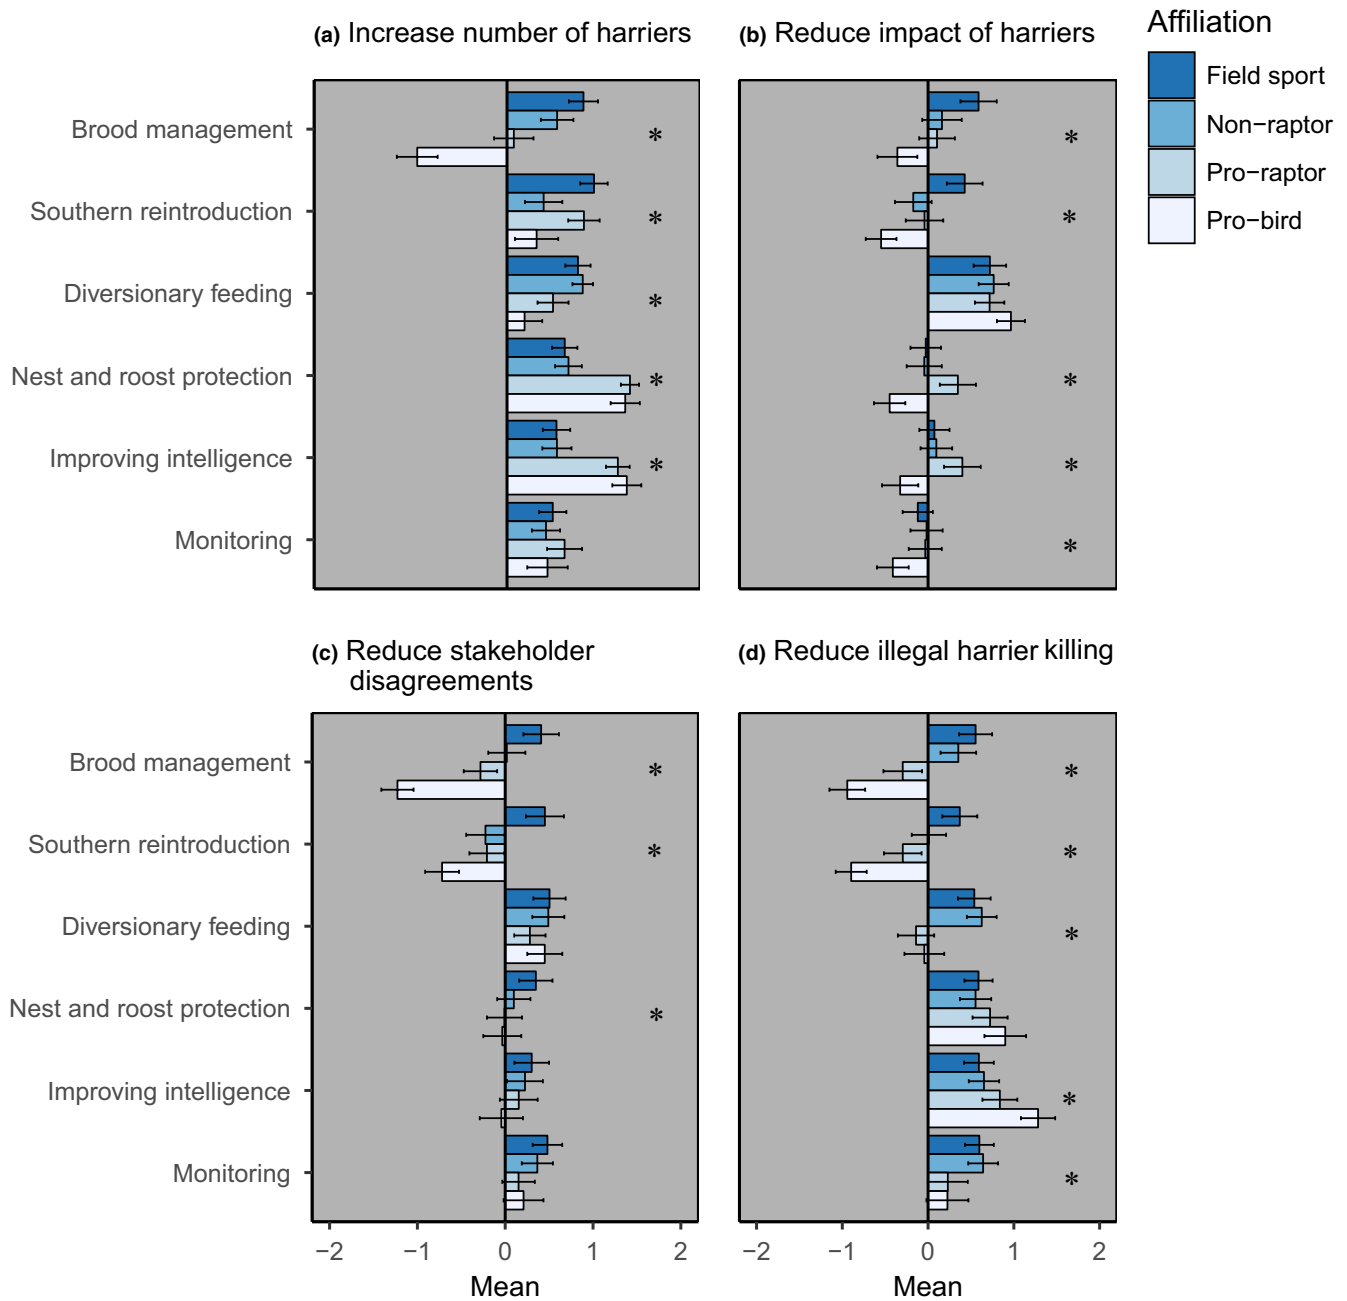 (a) Increase number of harriers
(b) Reduce impact of harriers
Affiliation
Field sport
Non−raptor
Pro−raptor
Pro−bird
Brood management
*
*
Southern reintroduction
*
*
Diversionary feeding
*
Nest and roost protection
*
*
Improving intelligence
*
*
Monitoring
*
(c) Reduce stakeholder
disagreements
(d) Reduce illegal harrier killing
Brood management
*
*
Southern reintroduction
*
*
Diversionary feeding
*
Nest and roost protection
*
Improving intelligence
*
Monitoring
*
−2 −1 0 1 2
−2 −1 0 1 2
Mean
Mean